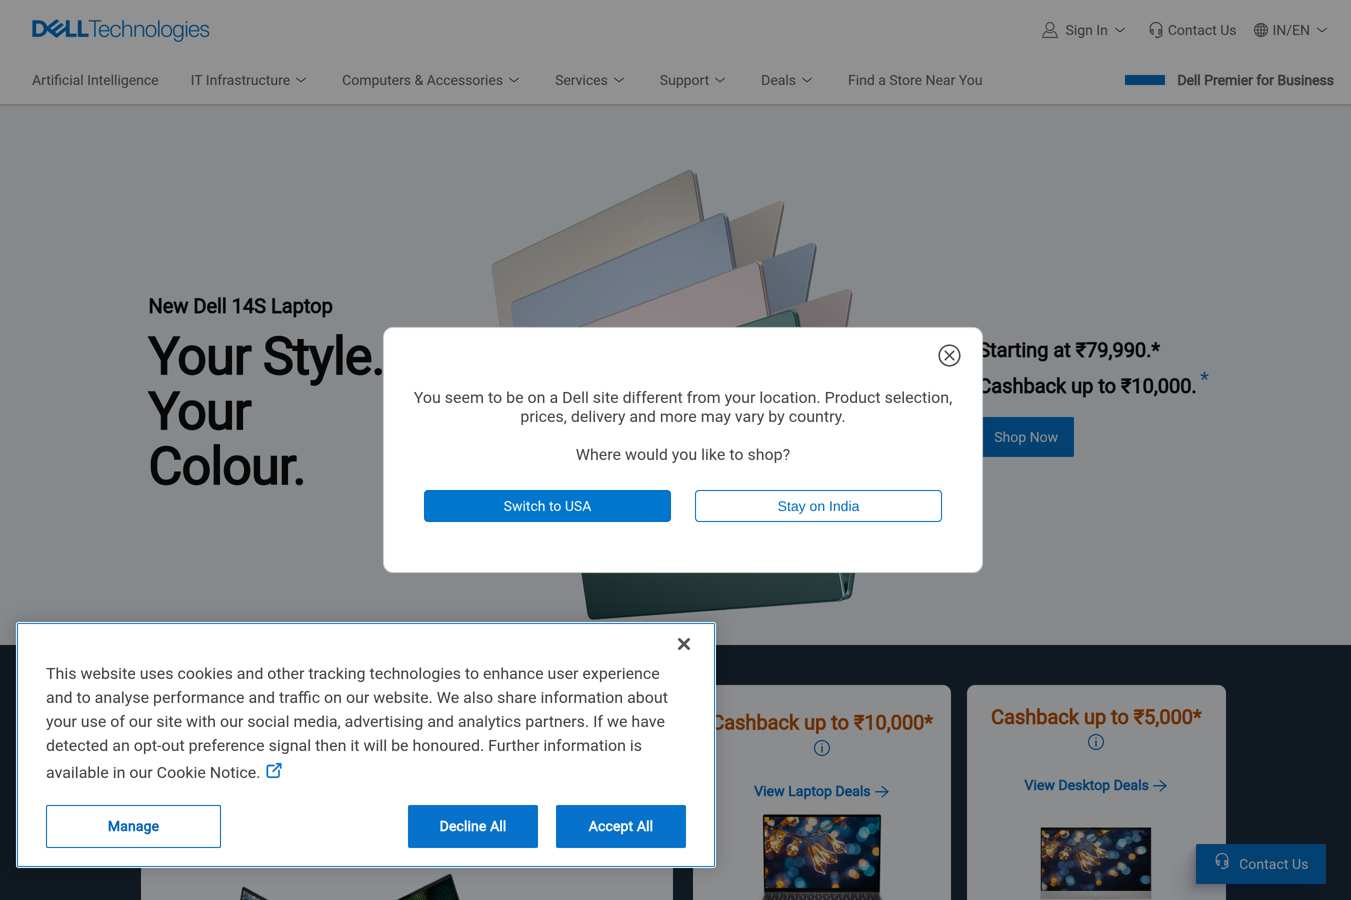 DELLTechnologies
Sign In
Contact Us
IN/EN
Artificial Intelligence
IT Infrastructure
Computers & Accessories
Services
Support
Deals
Find a Store Near You
Dell Premier for Business
New Dell 14S Laptop
Your Style.
Your
Colour.
Starting at ₹79,990.*
Cashback up to ₹10,000. *
Shop Now
You seem to be on a Dell site different from your location. Product selection,
prices, delivery and more may vary by country.
Where would you like to shop?
Switch to USA
Stay on India
This website uses cookies and other tracking technologies to enhance user experience
and to analyse performance and traffic on our website. We also share information about
your use of our site with our social media, advertising and analytics partners. If we have
detected an opt-out preference signal then it will be honoured. Further information is
available in our Cookie Notice.
Manage
Decline All
Accept All
Cashback up to ₹10,000*
View Laptop Deals
Cashback up to ₹5,000*
View Desktop Deals
Contact Us